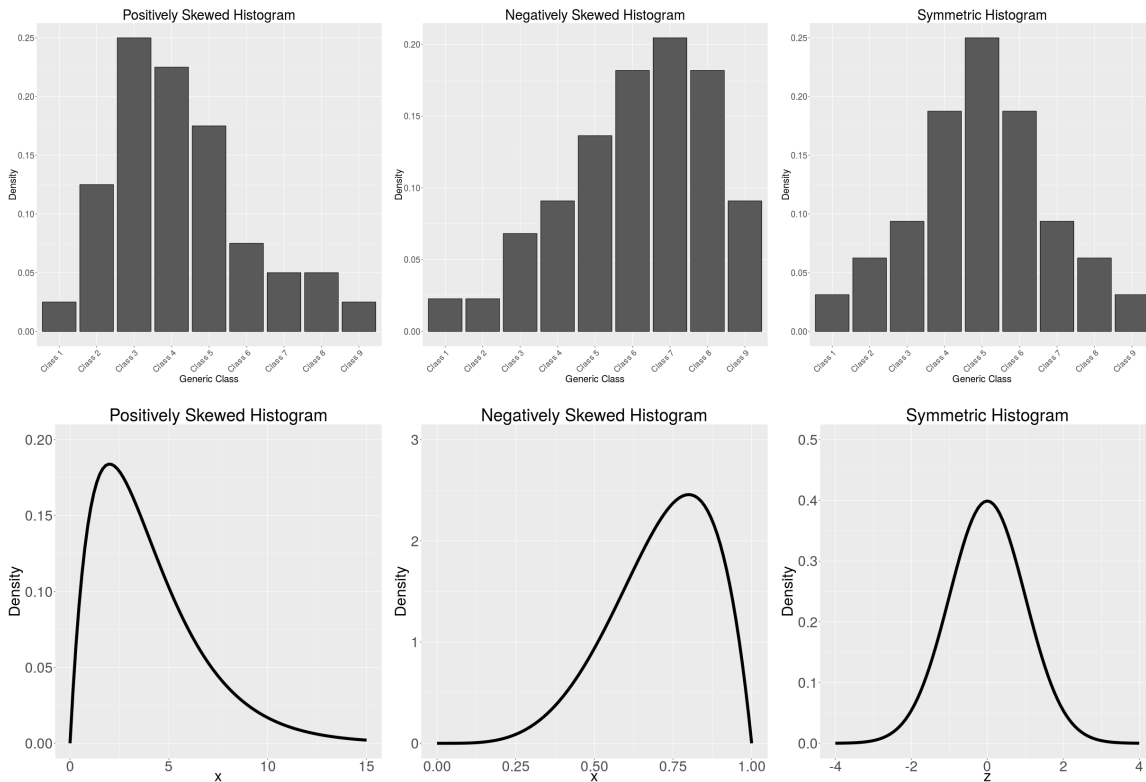 Positively Skewed Histogram
Density
0.25
0.20
0.15
0.10
0.05
0.00
Class 1
Class 2
Class 3
Class 4
Class 5
Class 6
Class 7
Class 8
Class 9
Generic Class
Negatively Skewed Histogram
Density
0.20
0.15
0.10
0.05
0.00
Class 1
Class 2
Class 3
Class 4
Class 5
Class 6
Class 7
Class 8
Class 9
Generic Class
Symmetric Histogram
Density
0.25
0.20
0.15
0.10
0.05
0.00
Class 1
Class 2
Class 3
Class 4
Class 5
Class 6
Class 7
Class 8
Class 9
Generic Class
Positively Skewed Histogram
Density
0.20
0.15
0.10
0.05
0.00
0 5 10 15
x
Negatively Skewed Histogram
Density
3
2
1
0
0.00 0.25 0.50 0.75 1.00
x
Symmetric Histogram
Density
0.5
0.4
0.3
0.2
0.1
0.0
-4 -2 0 2 4
z